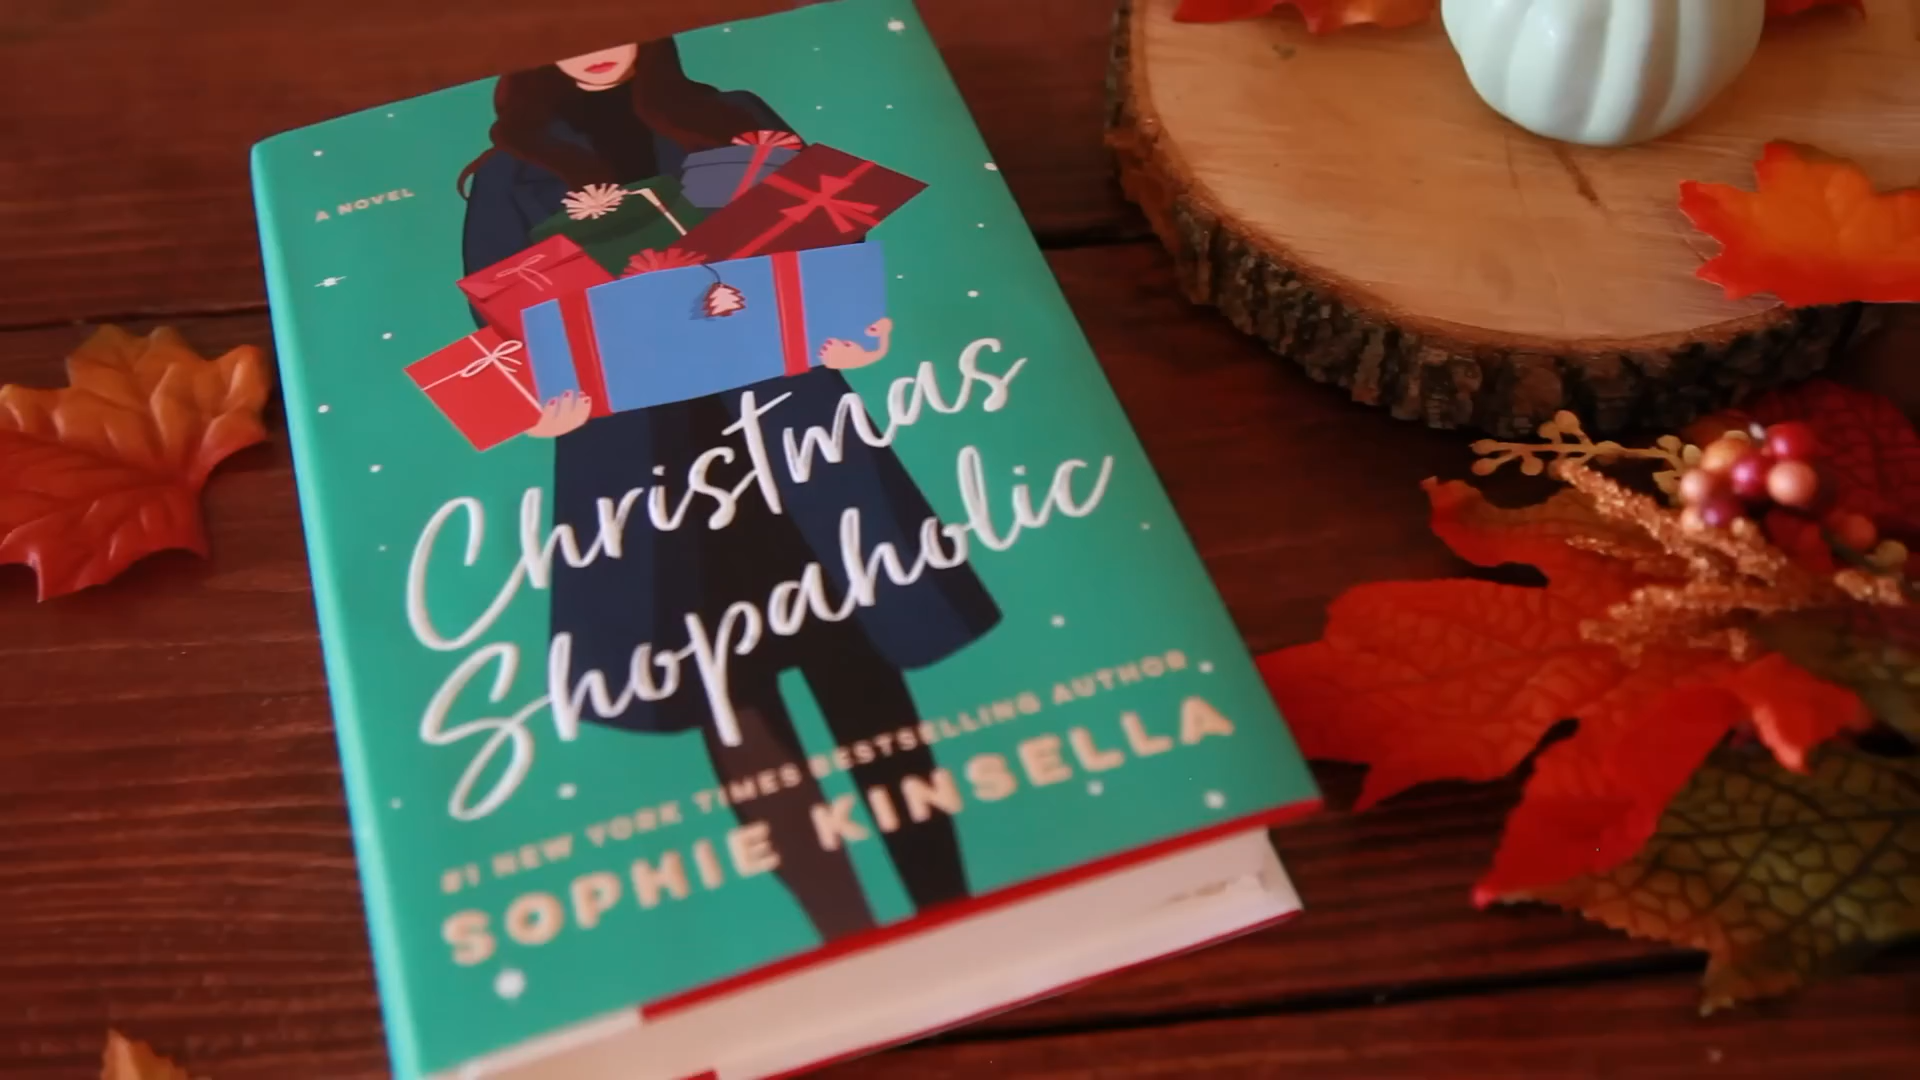 A NOVEL
Christmas
Shopaholic
#1 NEW YORK TIMES BESTSELLING AUTHOR
SOPHIE KINSELLA